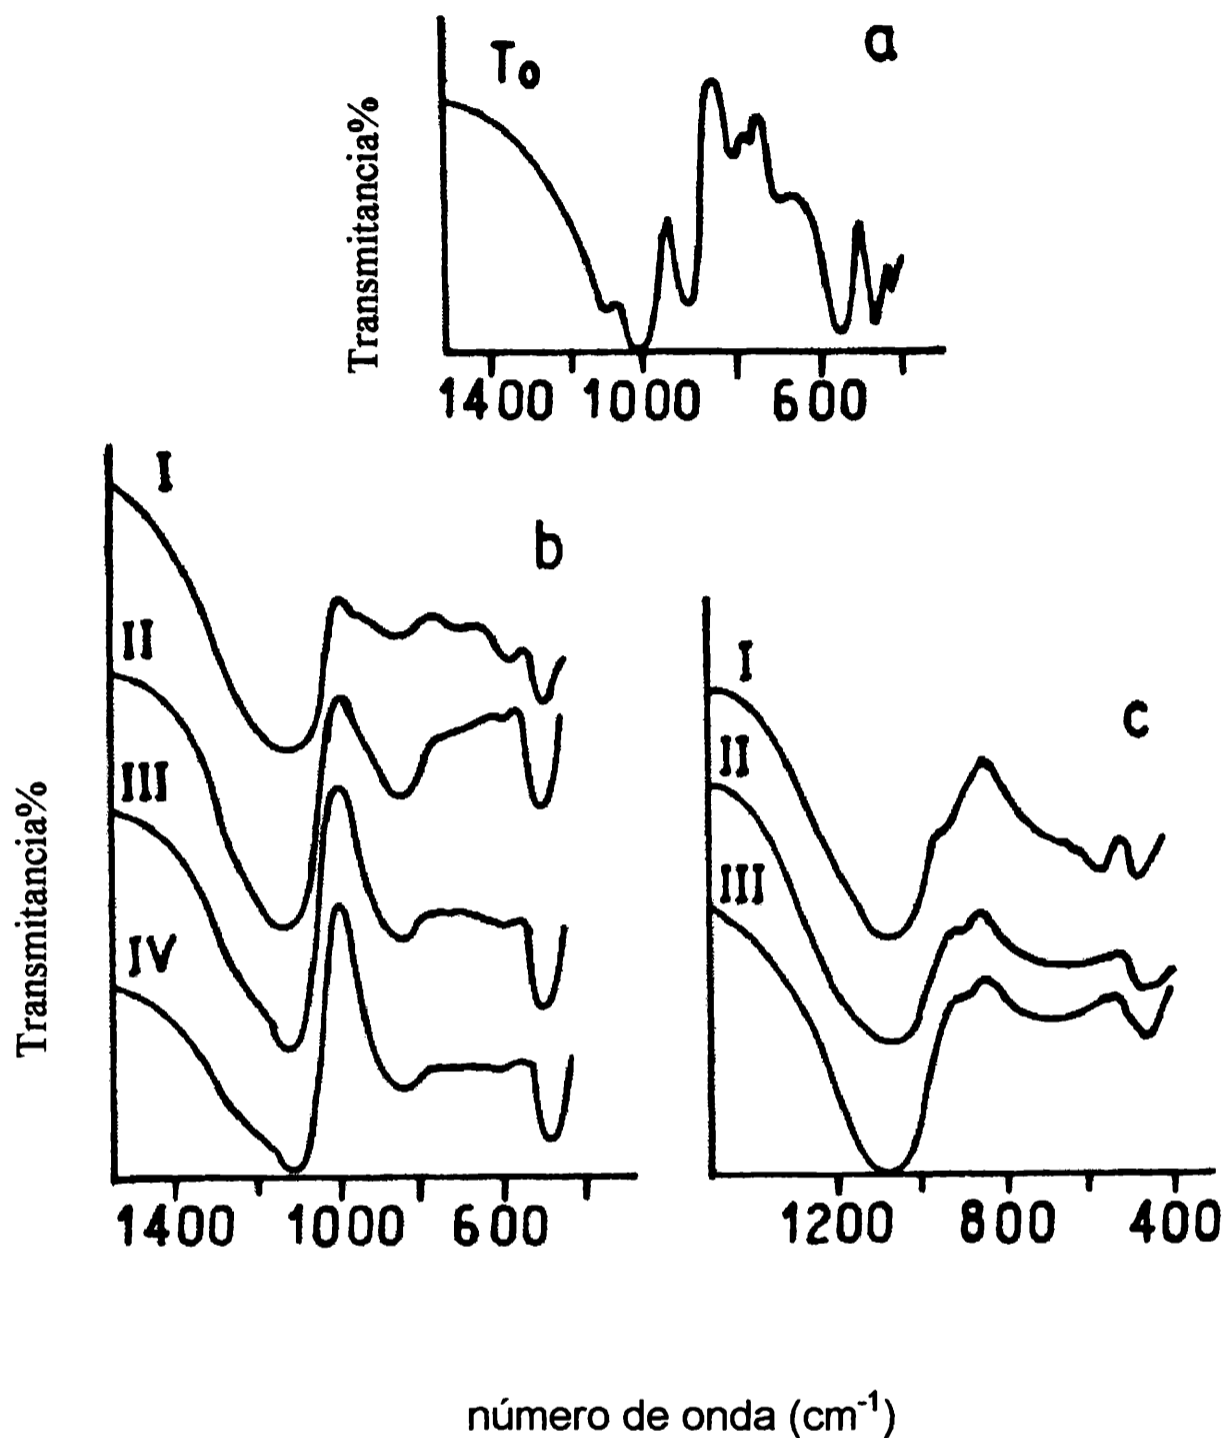 a
To
Transmitancia%
1400 1000 600
I
b
II
III
IV
Transmitancia%
1400 1000 600
I
c
II
III
1200 800 400
número de onda (cm⁻¹)